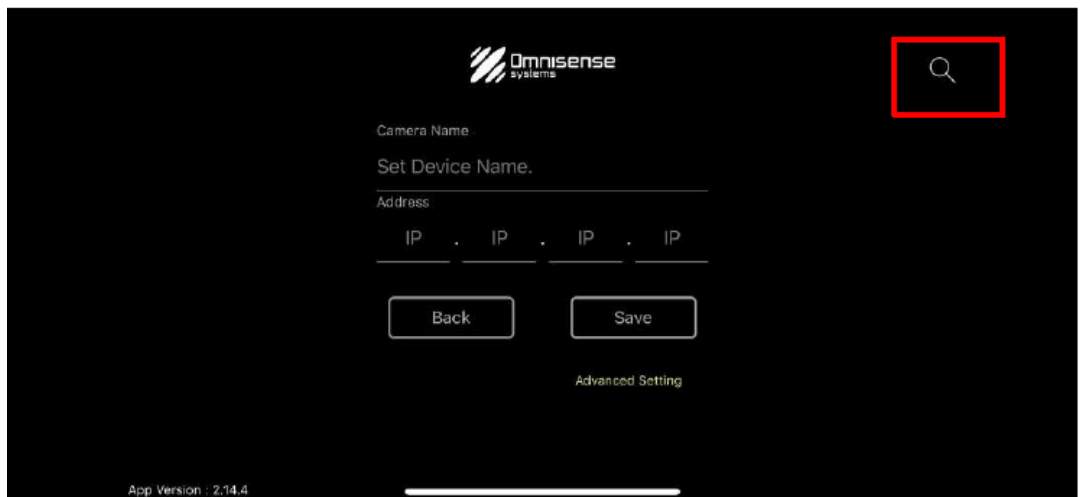 Omnisense
systems
Camera Name
Set Device Name.
Address
IP . IP . IP . IP
Back Save
Advanced Setting
App Version : 2.14.4